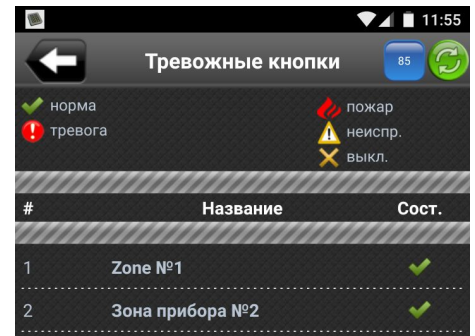 11:55
Тревожные кнопки
85
норма
пожар
тревога
неиспр.
выкл.
# Название Сост.
1 Zone №1
2 Зона прибора №2